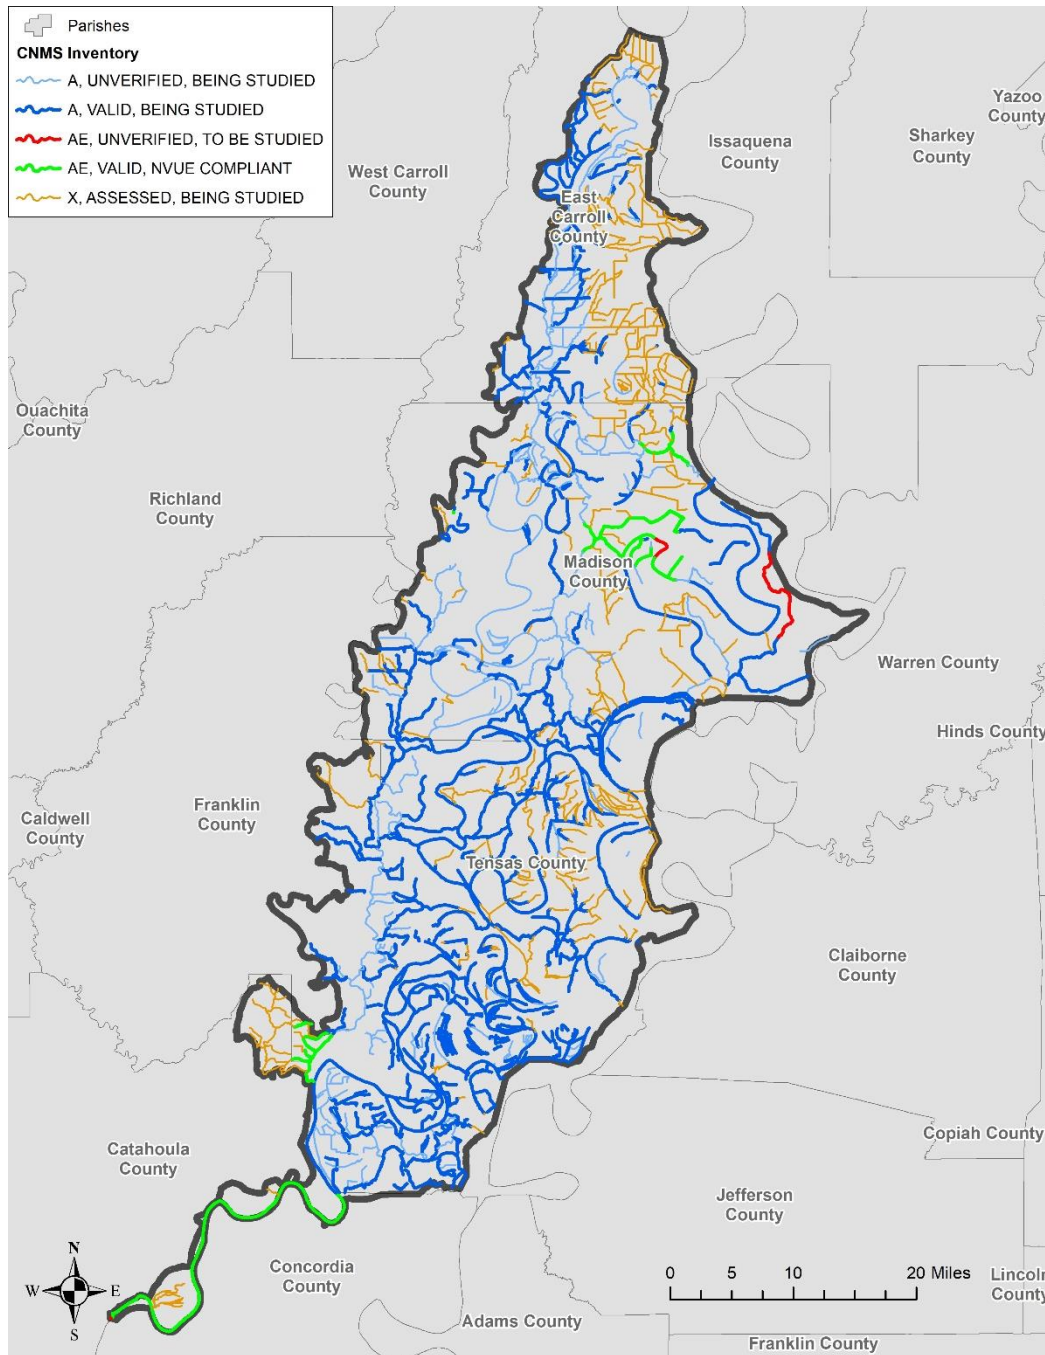 Parishes
CNMS Inventory
A, UNVERIFIED, BEING STUDIED
A, VALID, BEING STUDIED
AE, UNVERIFIED, TO BE STUDIED
AE, VALID, NVUE COMPLIANT
X, ASSESSED, BEING STUDIED
Yazoo
County
Issaquena
County
Sharkey
County
West Carroll
County
East
Carroll
County
Ouachita
County
Richland
County
Madison
County
Warren County
Hinds County
Franklin
County
Caldwell
County
Tensas County
Claiborne
County
Copiah County
Catahoula
County
Jefferson
County
Concordia
County
N
W
E
S
0
5
10
20 Miles
Lincoln
County
Adams County
Franklin County